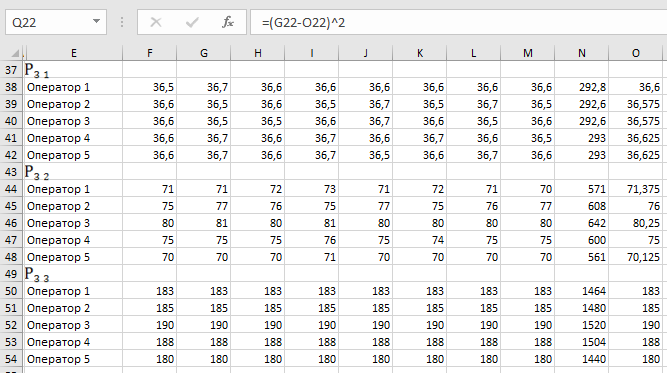 Q22 fx =(G22-O22)^2
E F G H I J K L M N O
37 P3 1
38 Оператор 1 36,5 36,7 36,6 36,6 36,6 36,6 36,6 36,6 292,8 36,6
39 Оператор 2 36,6 36,5 36,6 36,5 36,7 36,5 36,7 36,5 292,6 36,575
40 Оператор 3 36,6 36,5 36,5 36,6 36,7 36,6 36,5 36,6 292,6 36,575
41 Оператор 4 36,6 36,7 36,6 36,7 36,6 36,7 36,6 36,5 293 36,625
42 Оператор 5 36,6 36,7 36,6 36,7 36,5 36,6 36,7 36,6 293 36,625
43 P3 2
44 Оператор 1 71 71 72 73 71 72 71 70 571 71,375
45 Оператор 2 75 77 76 75 77 75 76 77 608 76
46 Оператор 3 80 81 80 81 80 80 80 80 642 80,25
47 Оператор 4 75 75 75 76 75 74 75 75 600 75
48 Оператор 5 70 70 70 71 70 70 70 70 561 70,125
49 P3 3
50 Оператор 1 183 183 183 183 183 183 183 183 1464 183
51 Оператор 2 185 185 185 185 185 185 185 185 1480 185
52 Оператор 3 190 190 190 190 190 190 190 190 1520 190
53 Оператор 4 188 188 188 188 188 188 188 188 1504 188
54 Оператор 5 180 180 180 180 180 180 180 180 1440 180